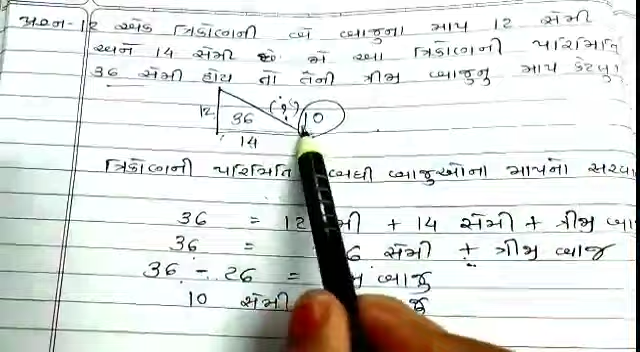 પ્રશ્ન-12 એક ત્રિકોણની બે બાજુના માપ 12 સેમી
અને 14 સેમી છે જો આ ત્રિકોણની પરિમિતિ
36 સેમી હોય તો તેની ત્રીજી બાજુનુ માપ કેટલુ?
12 36 (?) 10
14
ત્રિકોણની પરિમિતિ બધી બાજુઓના માપનો
36 = 12 સેમી + 14 સેમી + ત્રીજી
36 = સેમી + ત્રીજી બાજુ
36 - 26 = બાજુ
10 સેમી